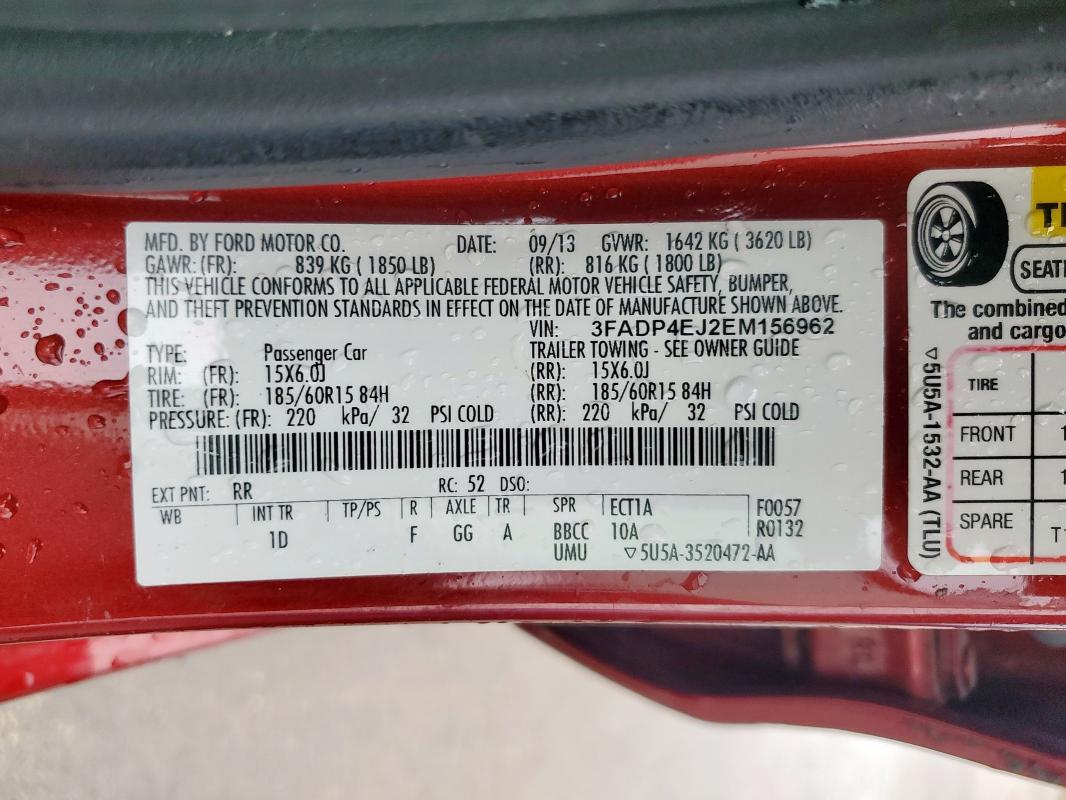 MFD. BY FORD MOTOR CO. DATE: 09/13 GVWR: 1642 KG ( 3620 LB)
GAWR: (FR): 839 KG ( 1850 LB) (RR): 816 KG ( 1800 LB)
THIS VEHICLE CONFORMS TO ALL APPLICABLE FEDERAL MOTOR VEHICLE SAFETY, BUMPER,
AND THEFT PREVENTION STANDARDS IN EFFECT ON THE DATE OF MANUFACTURE SHOWN ABOVE.
VIN: 3FADP4EJ2EM156962
TYPE: Passenger Car TRAILER TOWING - SEE OWNER GUIDE
RIM: (FR): 15X6.0J (RR): 15X6.0J
TIRE: (FR): 185/60R15 84H (RR): 185/60R15 84H
PRESSURE: (FR): 220 kPa/ 32 PSI COLD (RR): 220 kPa/ 32 PSI COLD
EXT PNT: RR RC: 52 DSO:
WB INT TR TP/PS R AXLE TR SPR ECT1A F0057
1D F GG A BBCC 10A R0132
UMU ▽5U5A-3520472-AA
SEATI
The combined
and cargo
TIRE
FRONT 1
REAR 1
SPARE T1
▽5U5A-1532-AA (TLU)